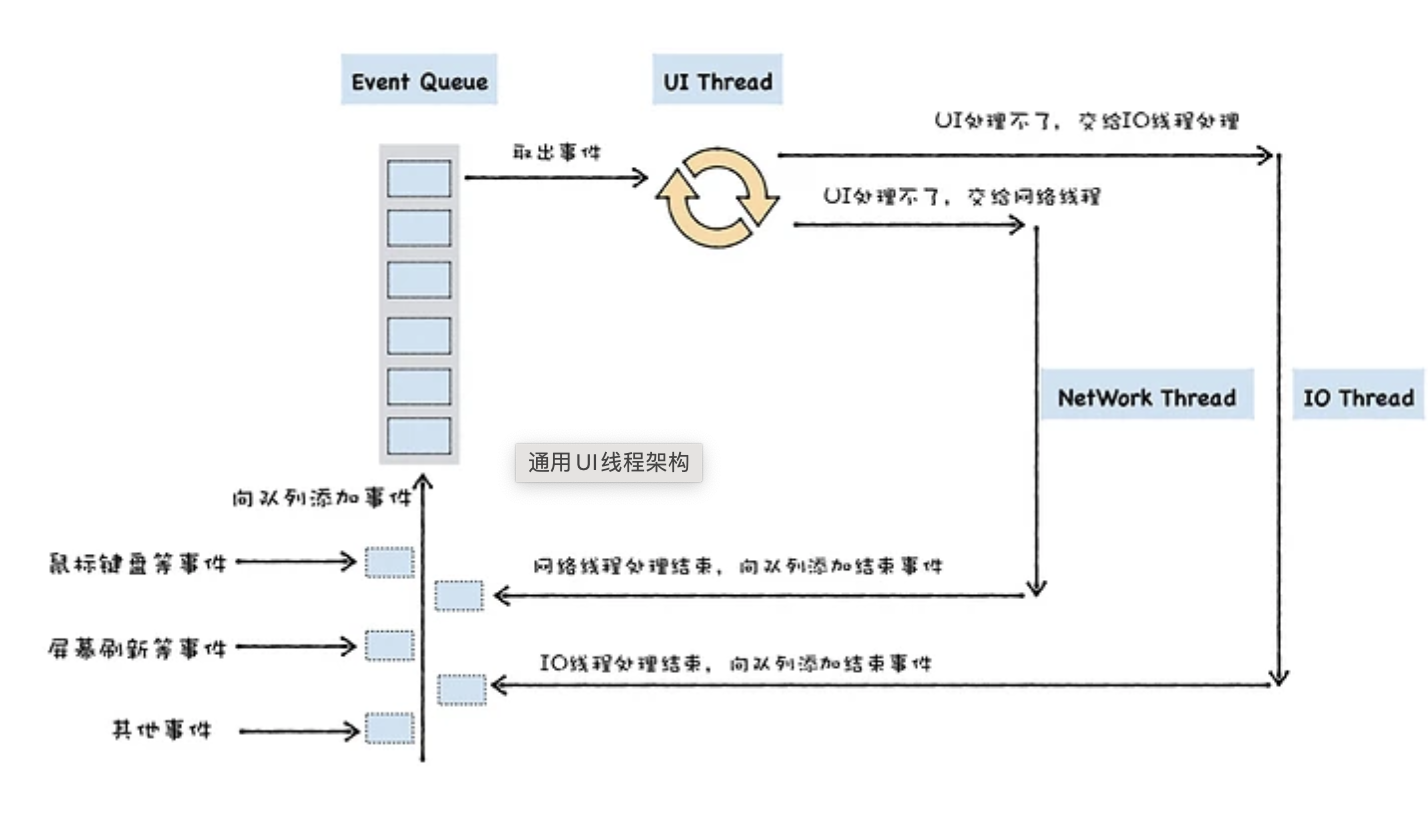 Event Queue
UI Thread
UI处理不了，交给IO线程处理
取出事件
UI处理不了，交给网络线程
NetWork Thread
IO Thread
通用UI线程架构
向队列添加事件
鼠标键盘等事件
网络线程处理结束，向队列添加结束事件
屏幕刷新等事件
IO线程处理结束，向队列添加结束事件
其他事件